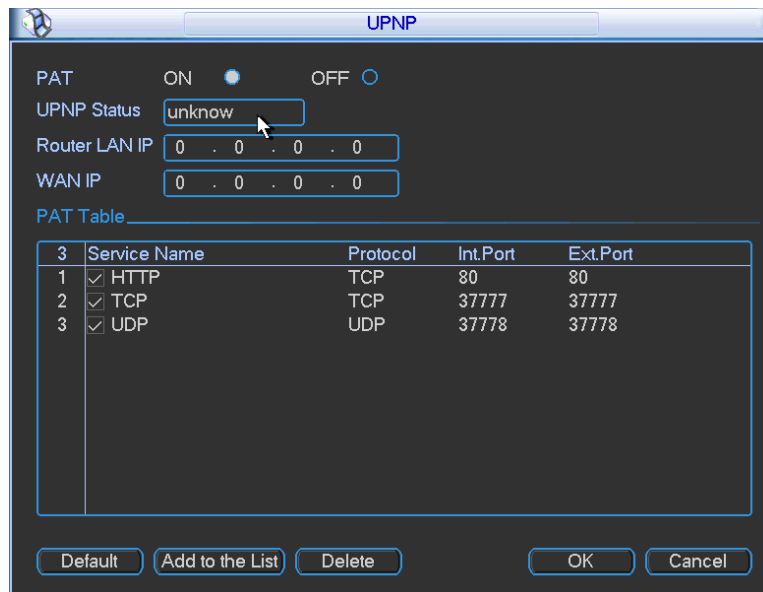 UPNP
PAT ON OFF
UPNP Status unknow
Router LAN IP 0 . 0 . 0 . 0
WAN IP 0 . 0 . 0 . 0
PAT Table
3 Service Name Protocol Int.Port Ext.Port
1 HTTP TCP 80 80
2 TCP TCP 37777 37777
3 UDP UDP 37778 37778
Default Add to the List Delete OK Cancel